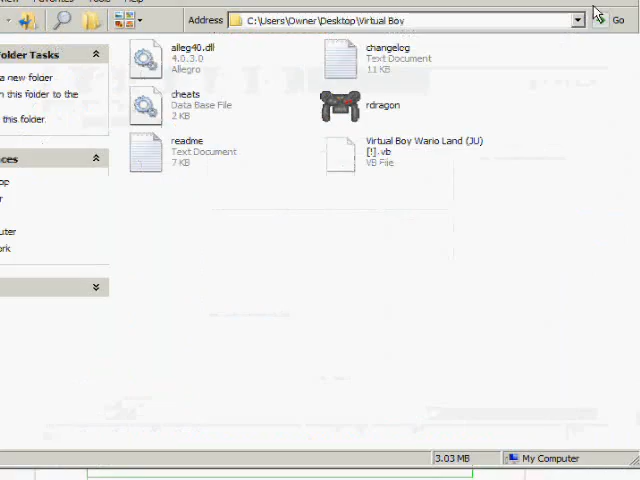 Address C:\Users\Owner\Desktop\Virtual Boy Go
older Tasks
a new folder
n this folder to the
this folder.
aces
uter
ork
alleg40.dll
4.0.3.0
Allegro
changelog
Text Document
11 KB
cheats
Data Base File
2 KB
rdragon
readme
Text Document
7 KB
Virtual Boy Wario Land (JU)
[!].vb
VB File
3.03 MB My Computer